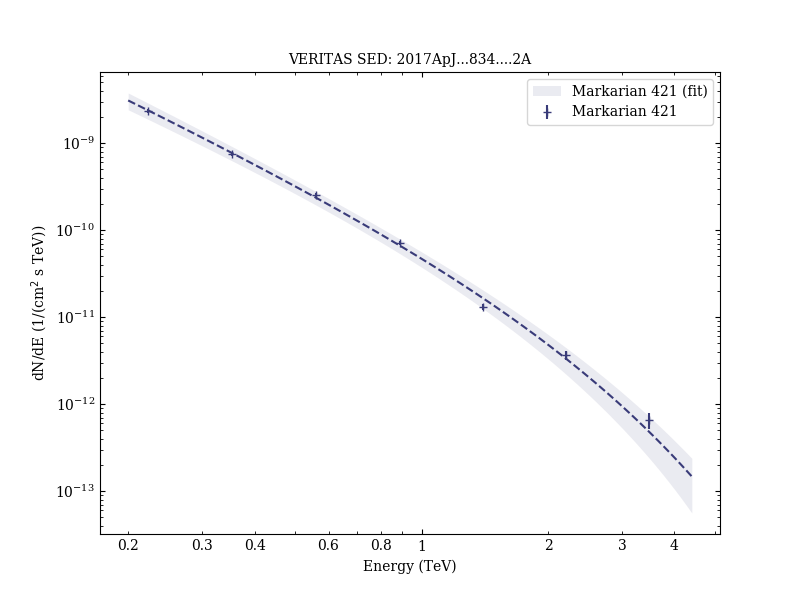 VERITAS SED: 2017ApJ...834....2A
Markarian 421 (fit)
Markarian 421
dN/dE (1/(cm² s TeV))
10⁻⁹
10⁻¹⁰
10⁻¹¹
10⁻¹²
10⁻¹³
0.2 0.3 0.4 0.6 0.8 1 2 3 4
Energy (TeV)